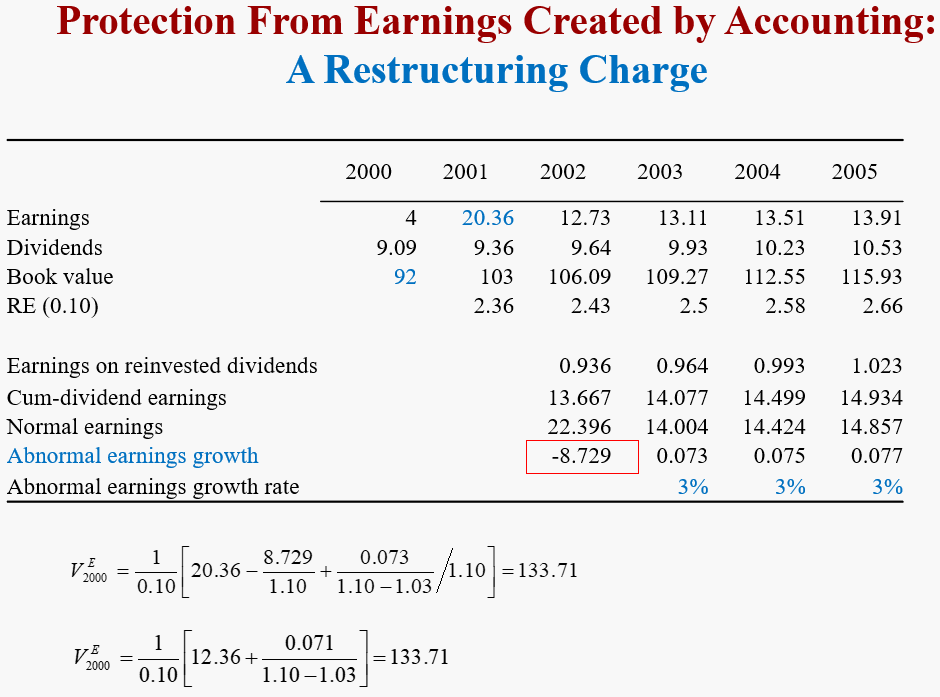 Protection From Earnings Created by Accounting:
A Restructuring Charge
2000 2001 2002 2003 2004 2005
Earnings 4 20.36 12.73 13.11 13.51 13.91
Dividends 9.09 9.36 9.64 9.93 10.23 10.53
Book value 92 103 106.09 109.27 112.55 115.93
RE (0.10) 2.36 2.43 2.5 2.58 2.66
Earnings on reinvested dividends 0.936 0.964 0.993 1.023
Cum-dividend earnings 13.667 14.077 14.499 14.934
Normal earnings 22.396 14.004 14.424 14.857
Abnormal earnings growth -8.729 0.073 0.075 0.077
Abnormal earnings growth rate 3% 3% 3%
V_{2000}^{E} = \frac{1}{0.10} [ 20.36 - \frac{8.729}{1.10} + \frac{0.073}{1.10 - 1.03} / 1.10 ] = 133.71
V_{2000}^{E} = \frac{1}{0.10} [ 12.36 + \frac{0.071}{1.10 - 1.03} ] = 133.71